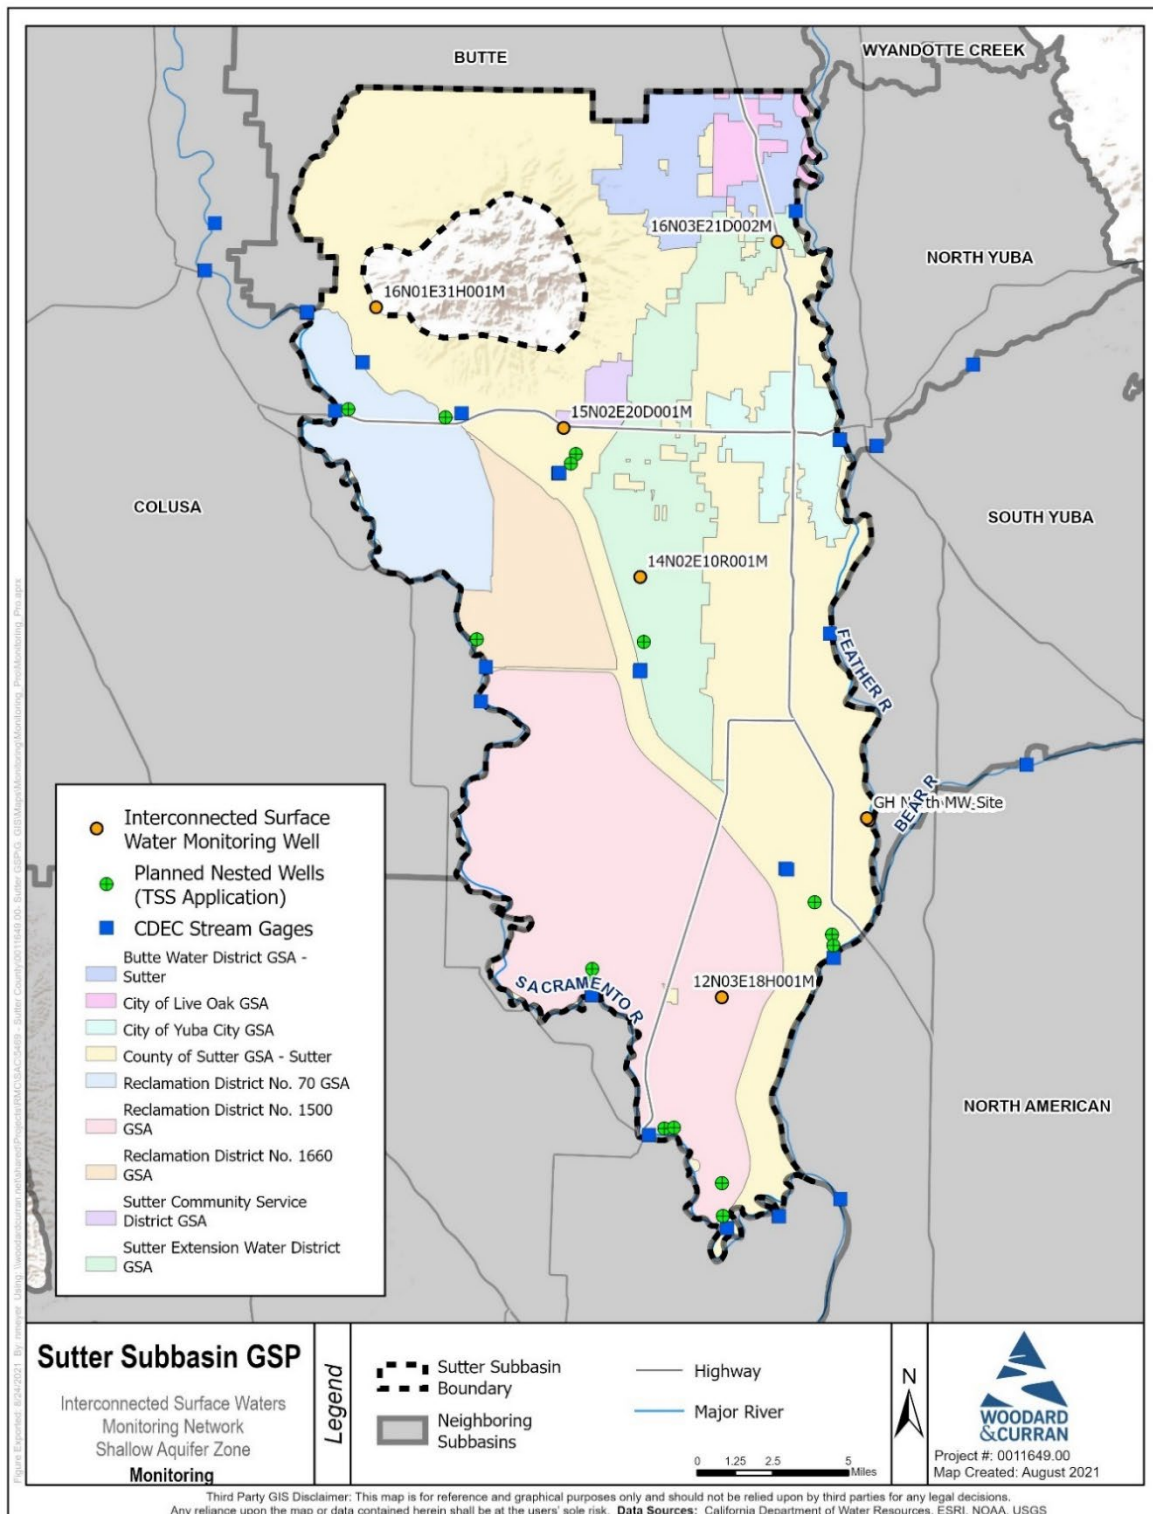 BUTTE
WYANDOTTE CREEK
16N03E21D002M
NORTH YUBA
16N01E31H001M
15N02E20D001M
COLUSA
SOUTH YUBA
14N02E10R001M
FEATHER R
BEAR R
GH North MW Site
SACRAMENTO R
12N03E18H001M
NORTH AMERICAN
Interconnected Surface
Water Monitoring Well
Planned Nested Wells
(TSS Application)
CDEC Stream Gages
Butte Water District GSA -
Sutter
City of Live Oak GSA
City of Yuba City GSA
County of Sutter GSA - Sutter
Reclamation District No. 70 GSA
Reclamation District No. 1500
GSA
Reclamation District No. 1660
GSA
Sutter Community Service
District GSA
Sutter Extension Water District
GSA
Sutter Subbasin GSP
Interconnected Surface Waters
Monitoring Network
Shallow Aquifer Zone
Monitoring
Legend
Sutter Subbasin
Boundary
Neighboring
Subbasins
Highway
Major River
0 1.25 2.5 5
Miles
N
WOODARD
&CURRAN
Project #: 0011649.00
Map Created: August 2021
Third Party GIS Disclaimer: This map is for reference and graphical purposes only and should not be relied upon by third parties for any legal decisions.
Any reliance upon the map or data contained herein shall be at the users' sole risk. Data Sources: California Department of Water Resources, ESRI, NOAA, USGS